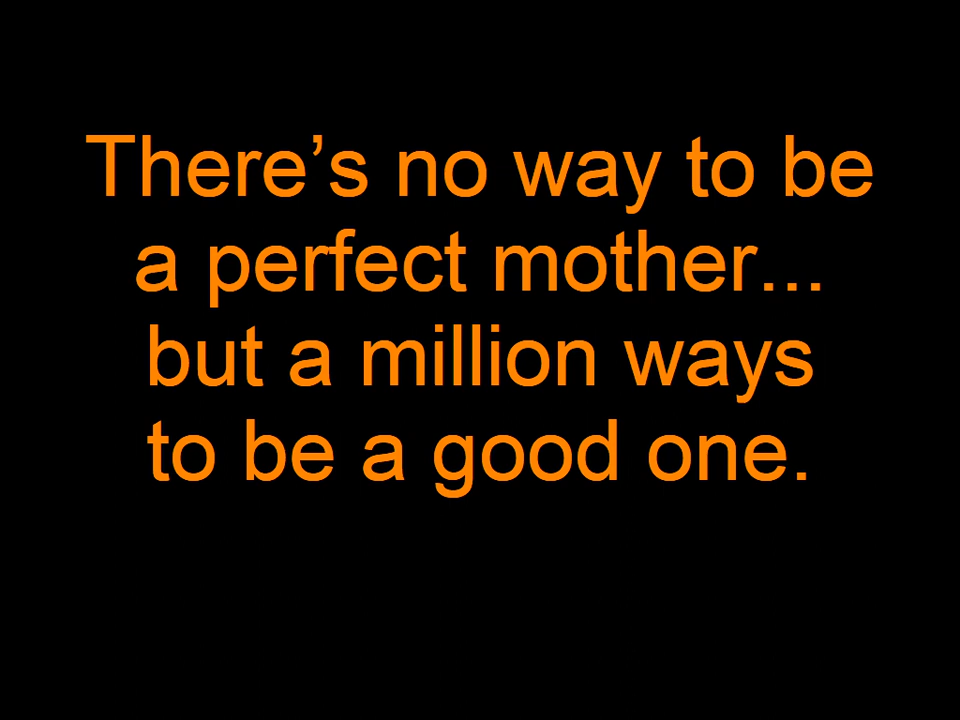 There’s no way to be
a perfect mother...
but a million ways
to be a good one.